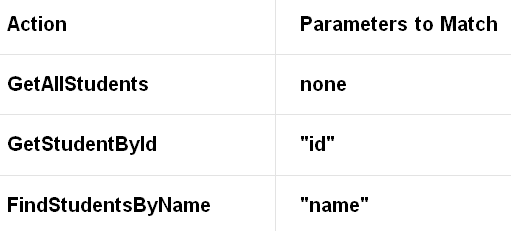 Action Parameters to Match
GetAllStudents none
GetStudentById "id"
FindStudentsByName "name"